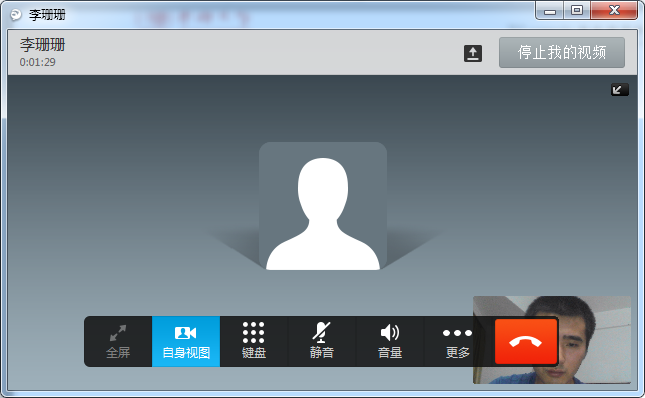 李珊珊
李珊珊
0:01:29
停止我的视频
全屏
自身视图
键盘
静音
音量
更多